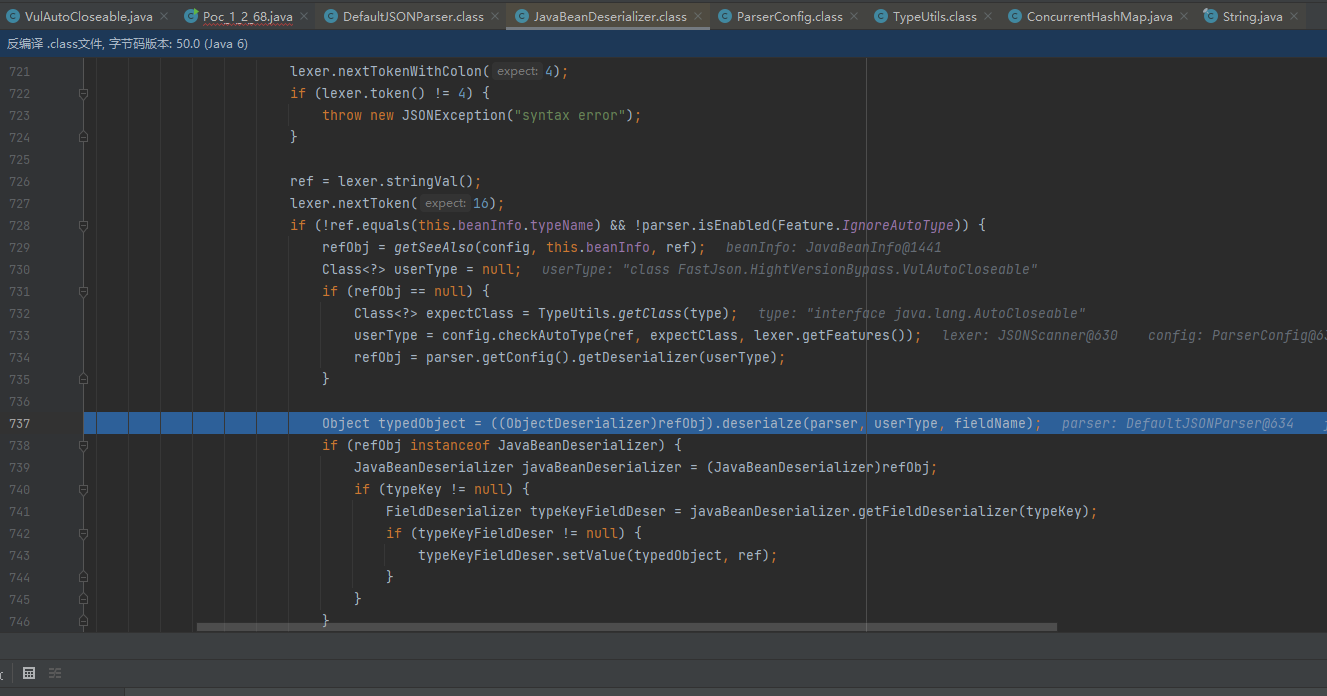 VulAutoCloseable.java × Poc_1_2_68.java × DefaultJSONParser.class × JavaBeanDeserializer.class × ParserConfig.class × TypeUtils.class × ConcurrentHashMap.java × String.java ×
反编译 .class文件, 字节码版本: 50.0 (Java 6)
721 lexer.nextTokenWithColon( expect: 4);
722 if (lexer.token() != 4) {
723 throw new JSONException("syntax error");
724 }
725
726 ref = lexer.stringVal();
727 lexer.nextToken( expect: 16);
728 if (!ref.equals(this.beanInfo.typeName) && !parser.isEnabled(Feature.IgnoreAutoType)) {
729 refObj = getSeeAlso(config, this.beanInfo, ref); beanInfo: JavaBeanInfo@1441
730 Class<?> userType = null; userType: "class FastJson.HightVersionBypass.VulAutoCloseable"
731 if (refObj == null) {
732 Class<?> expectClass = TypeUtils.getClass(type); type: "interface java.lang.AutoCloseable"
733 userType = config.checkAutoType(ref, expectClass, lexer.getFeatures()); lexer: JSONScanner@630 config: ParserConfig@63
734 refObj = parser.getConfig().getDeserializer(userType);
735 }
736
737 Object typedObject = ((ObjectDeserializer)refObj).deserialze(parser, userType, fieldName); parser: DefaultJSONParser@634
738 if (refObj instanceof JavaBeanDeserializer) {
739 JavaBeanDeserializer javaBeanDeserializer = (JavaBeanDeserializer)refObj;
740 if (typeKey != null) {
741 FieldDeserializer typeKeyFieldDeser = javaBeanDeserializer.getFieldDeserializer(typeKey);
742 if (typeKeyFieldDeser != null) {
743 typeKeyFieldDeser.setValue(typedObject, ref);
744 }
745 }
746 }